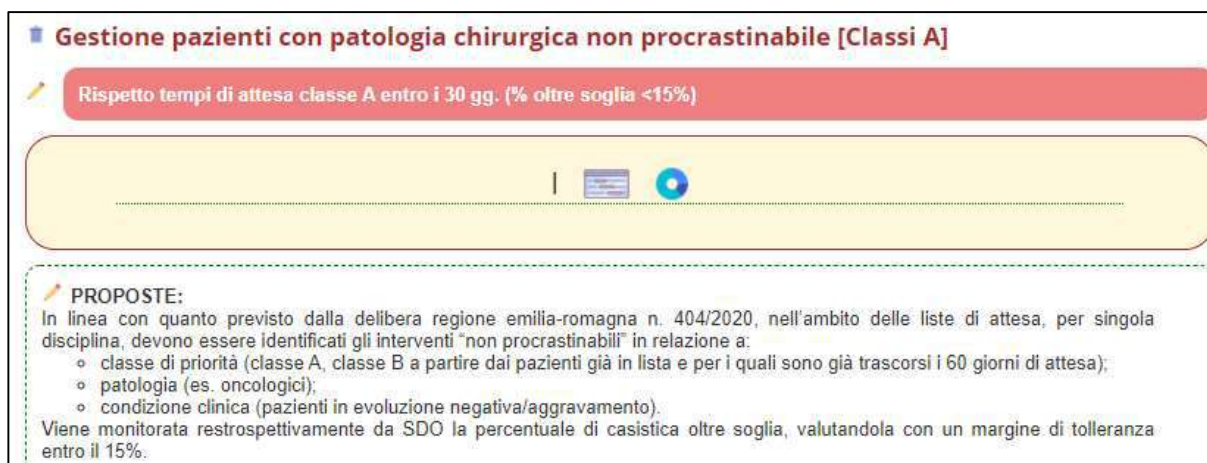 Gestione pazienti con patologia chirurgica non procrastinabile [Classi A]
Rispetto tempi di attesa classe A entro i 30 gg. (% oltre soglia <15%)
|
PROPOSTE:
In linea con quanto previsto dalla delibera regione emilia-romagna n. 404/2020, nell'ambito delle liste di attesa, per singola
disciplina, devono essere identificati gli interventi “non procrastinabili” in relazione a:
◦ classe di priorità (classe A, classe B a partire dai pazienti già in lista e per i quali sono già trascorsi i 60 giorni di attesa);
◦ patologia (es. oncologici);
◦ condizione clinica (pazienti in evoluzione negativa/aggravamento).
Viene monitorata restrospettivamente da SDO la percentuale di casistica oltre soglia, valutandola con un margine di tolleranza
entro il 15%.